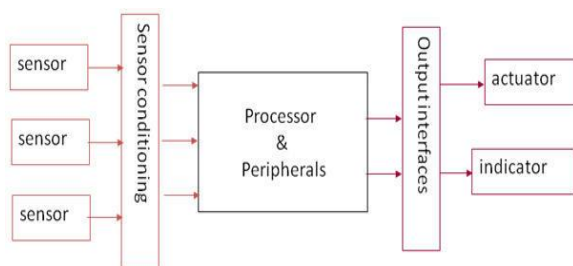 sensor
sensor
sensor
Sensor conditioning
Processor
&
Peripherals
Output interfaces
actuator
indicator